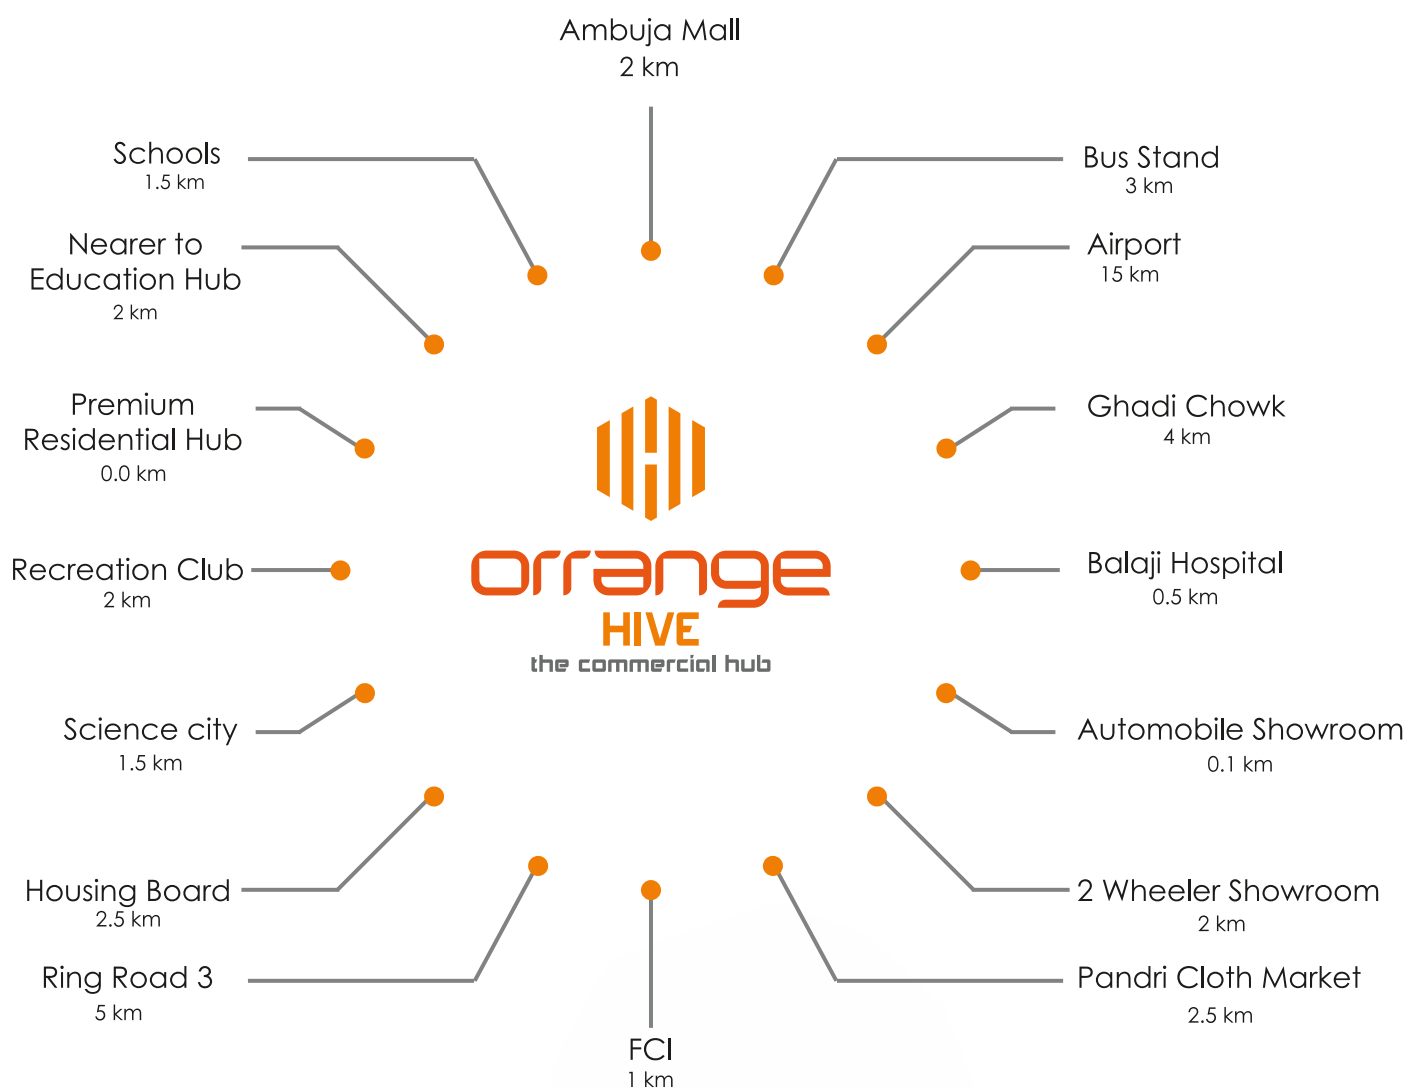 Ambuja Mall
2 km
Schools
1.5 km
Bus Stand
3 km
Nearer to
Education Hub
2 km
Airport
15 km
Premium
Residential Hub
0.0 km
Ghadi Chowk
4 km
Recreation Club
2 km
orrange
HIVE
the commercial hub
Balaji Hospital
0.5 km
Science city
1.5 km
Automobile Showroom
0.1 km
Housing Board
2.5 km
2 Wheeler Showroom
2 km
Ring Road 3
5 km
Pandri Cloth Market
2.5 km
FCI
1 km